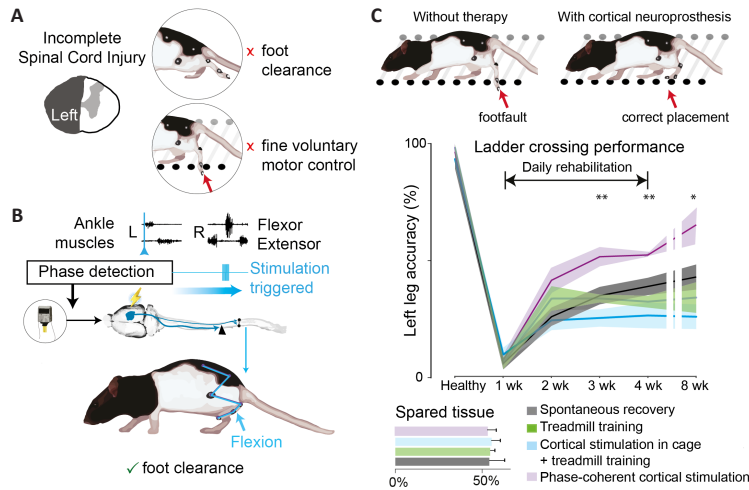 A
Incomplete
Spinal Cord Injury
Left
x foot
clearance
x fine voluntary
motor control
B
Ankle
muscles
L
R
Flexor
Extensor
Phase detection
Stimulation
triggered
Flexion
✓ foot clearance
C
Without therapy
With cortical neuroprosthesis
footfault
correct placement
Ladder crossing performance
Daily rehabilitation
** ** *
100
Left leg accuracy (%)
0
Healthy 1 wk 2 wk 3 wk 4 wk 8 wk
Spared tissue
0% 50%
Spontaneous recovery
Treadmill training
Cortical stimulation in cage
+ treadmill training
Phase-coherent cortical stimulation